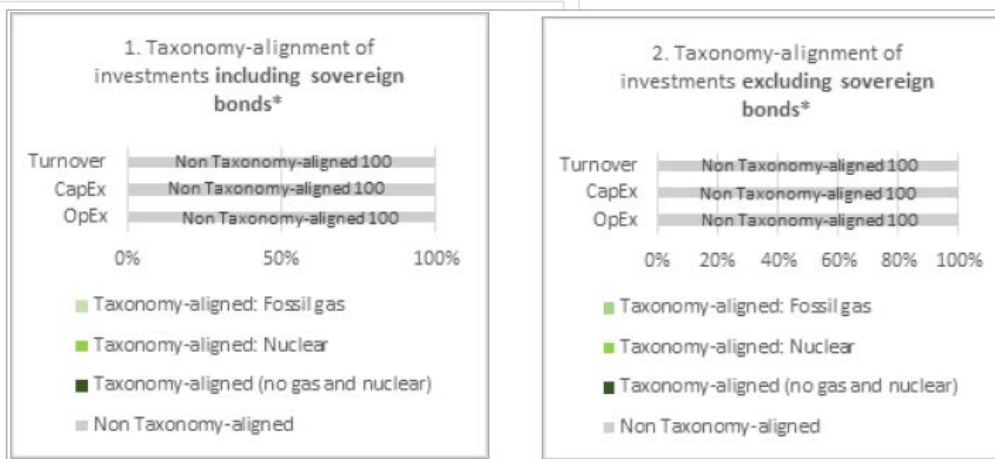 1. Taxonomy-alignment of
investments including sovereign
bonds*
Turnover
Non Taxonomy-aligned 100
CapEx
Non Taxonomy-aligned 100
OpEx
Non Taxonomy-aligned 100
0% 50% 100%
Taxonomy-aligned: Fossil gas
Taxonomy-aligned: Nuclear
Taxonomy-aligned (no gas and nuclear)
Non Taxonomy-aligned
2. Taxonomy-alignment of
investments excluding sovereign
bonds*
Turnover
Non Taxonomy-aligned 100
CapEx
Non Taxonomy-aligned 100
OpEx
Non Taxonomy-aligned 100
0% 20% 40% 60% 80% 100%
Taxonomy-aligned: Fossil gas
Taxonomy-aligned: Nuclear
Taxonomy-aligned (no gas and nuclear)
Non Taxonomy-aligned